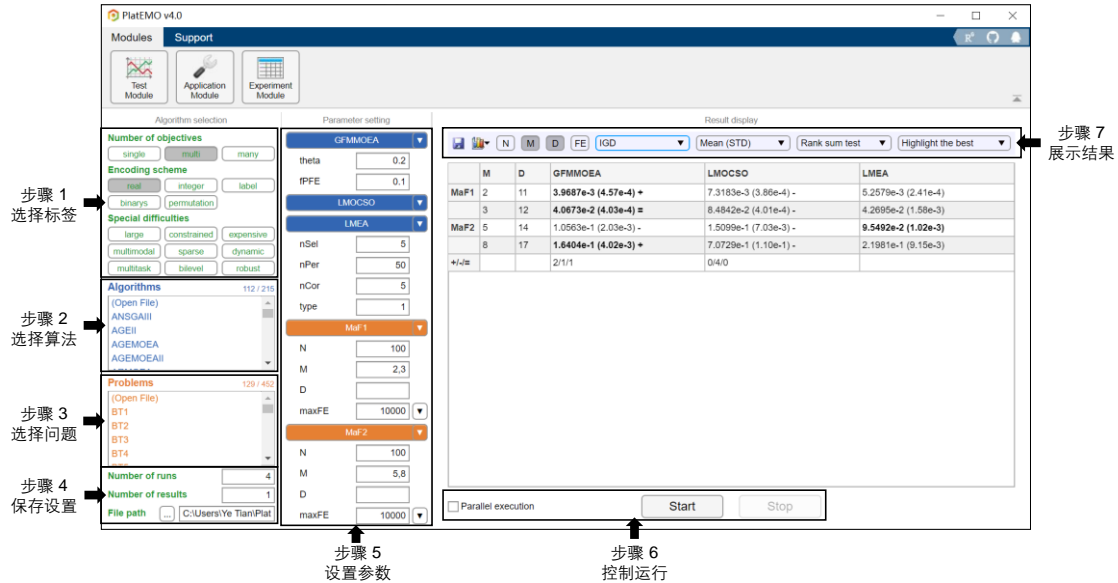 PlatEMO v4.0
Modules Support
Test Module
Application Module
Experiment Module
Algorithm selection
Parameter setting
Result display
步骤 1
选择标签
Number of objectives
single multi many
Encoding scheme
real integer label
binarys permutation
Special difficulties
large constrained expensive
multimodal sparse dynamic
multitask bilevel robust
步骤 2
选择算法
Algorithms 112 / 215
(Open File)
ANSGAIII
AGEII
AGEMOEA
AGEMOEAII
步骤 3
选择问题
Problems 129 / 452
(Open File)
BT1
BT2
BT3
BT4
步骤 4
保存设置
Number of runs 4
Number of results 1
File path ... C:\Users\Ye Tian\Plat
GFMMOEA
theta 0.2
fPFE 0.1
LMOCSO
LMEA
nSel 5
nPer 50
nCor 5
type 1
MaF1
N 100
M 2,3
D
maxFE 10000
MaF2
N 100
M 5,8
D
maxFE 10000
步骤 5
设置参数
N M D FE IGD Mean (STD) Rank sum test Highlight the best
步骤 7
展示结果
M D GFMMOEA LMOCSO LMEA
MaF1 2 11 3.9687e-3 (4.57e-4) + 7.3183e-3 (3.86e-4) - 5.2579e-3 (2.41e-4)
3 12 4.0673e-2 (4.03e-4) = 8.4842e-2 (4.01e-4) - 4.2695e-2 (1.58e-3)
MaF2 5 14 1.0563e-1 (2.03e-3) - 1.5099e-1 (7.03e-3) - 9.5492e-2 (1.02e-3)
8 17 1.6404e-1 (4.02e-3) + 7.0729e-1 (1.10e-1) - 2.1981e-1 (9.15e-3)
+/-/= 2/1/1 0/4/0
Parallel execution Start Stop
步骤 6
控制运行